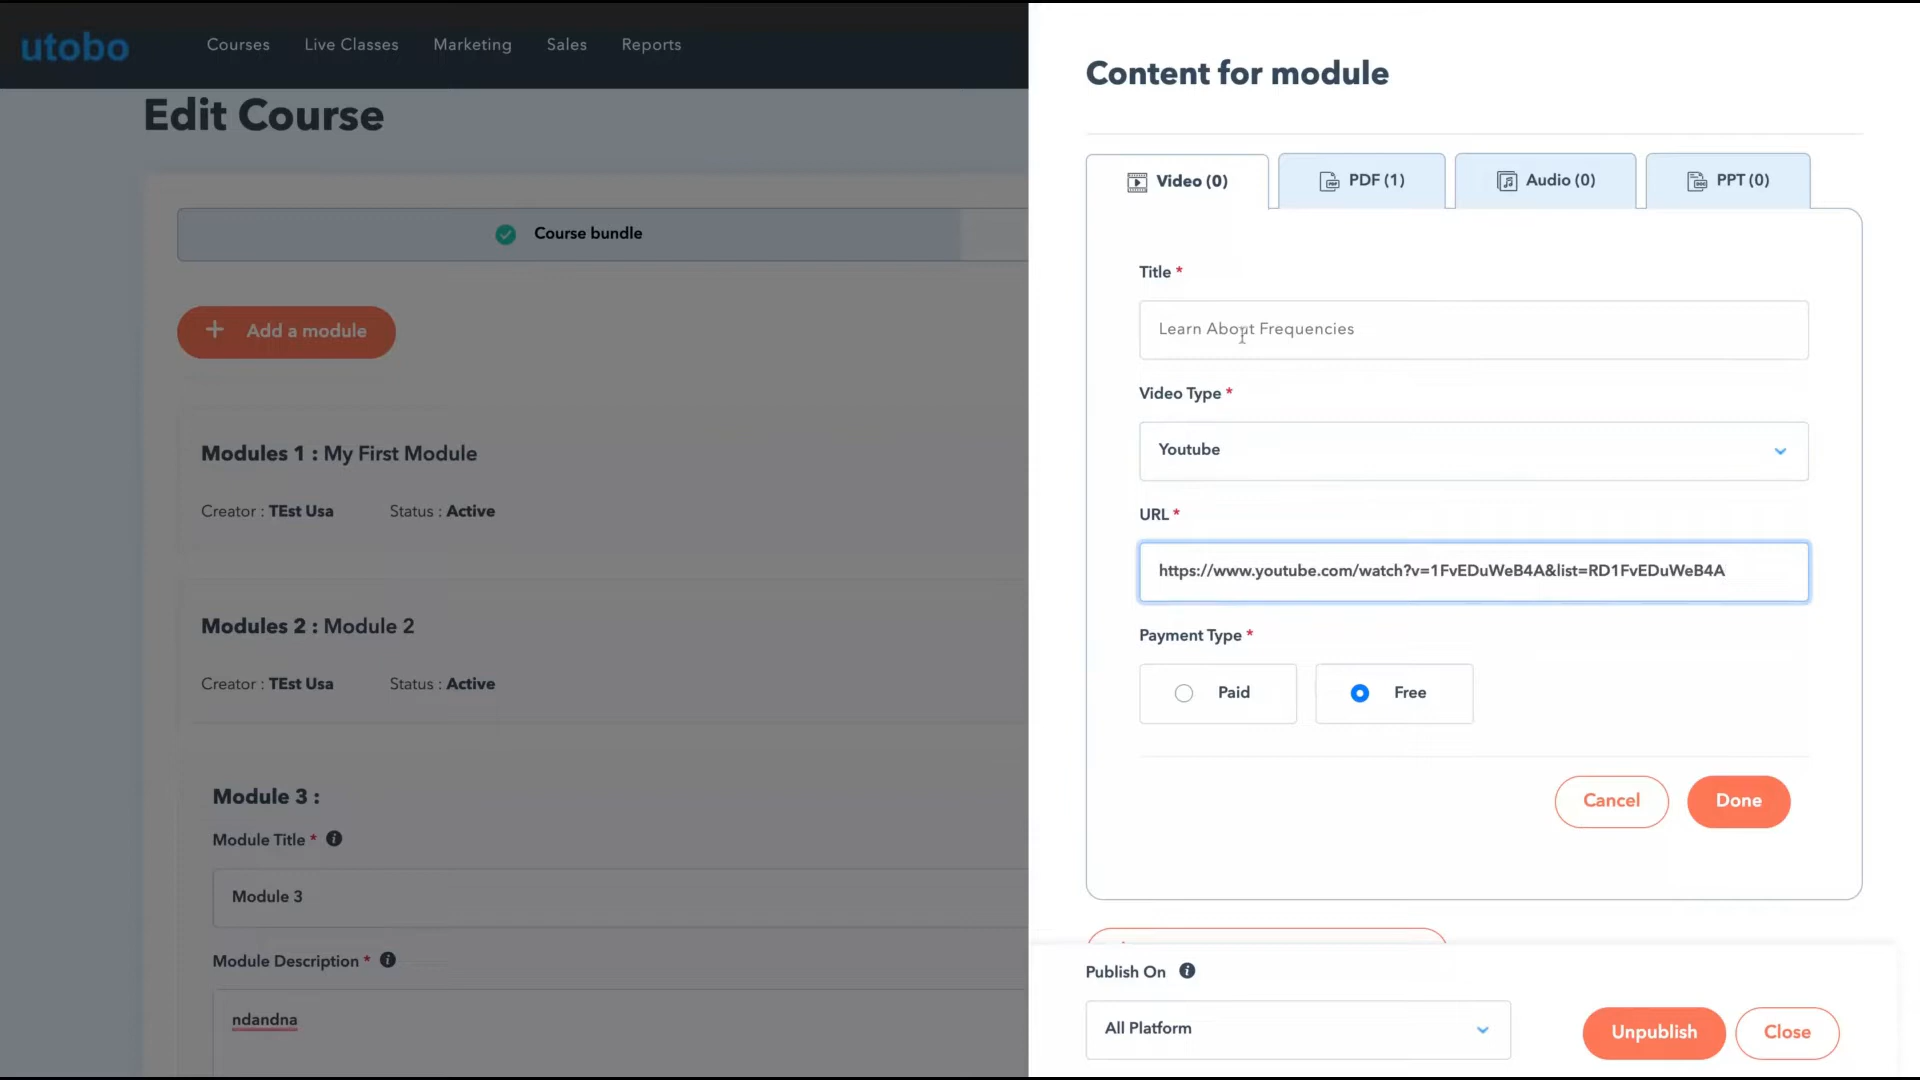 utobo
Courses
Live Classes
Marketing
Sales
Reports
Edit Course
Course bundle
+ Add a module
Modules 1 : My First Module
Creator : TEst Usa
Status : Active
Modules 2 : Module 2
Creator : TEst Usa
Status : Active
Module 3 :
Module Title *
Module 3
Module Description *
ndandna
Content for module
Video (0)
PDF (1)
Audio (0)
PPT (0)
Title *
Learn About Frequencies
Video Type *
Youtube
URL *
https://www.youtube.com/watch?v=1FvEDuWeB4A&list=RD1FvEDuWeB4A
Payment Type *
Paid
Free
Cancel
Done
Publish On
All Platform
Unpublish
Close